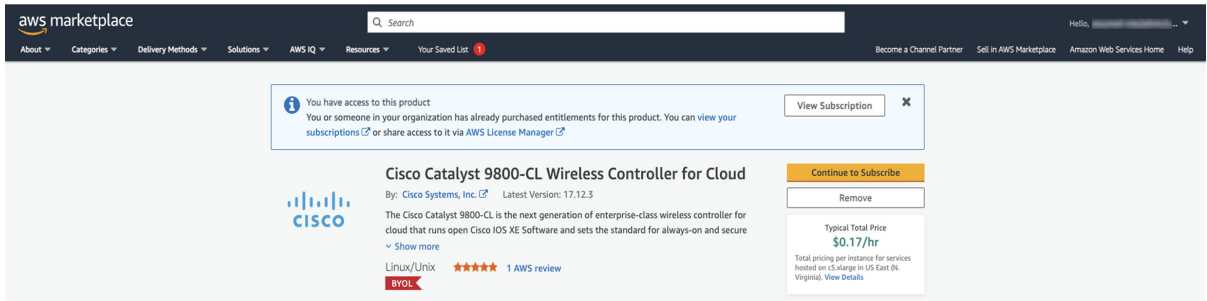 aws marketplace
Search
Hello,
About
Categories
Delivery Methods
Solutions
AWS IQ
Resources
Your Saved List 1
Become a Channel Partner
Sell in AWS Marketplace
Amazon Web Services Home
Help
You have access to this product
You or someone in your organization has already purchased entitlements for this product. You can view your
subscriptions or share access to it via AWS License Manager
View Subscription
CISCO
Cisco Catalyst 9800-CL Wireless Controller for Cloud
By: Cisco Systems, Inc. Latest Version: 17.12.3
The Cisco Catalyst 9800-CL is the next generation of enterprise-class wireless controller for
cloud that runs open Cisco IOS XE Software and sets the standard for always-on and secure
Show more
Linux/Unix
1 AWS review
BYOL
Continue to Subscribe
Remove
Typical Total Price
$0.17/hr
Total pricing per instance for services
hosted on c5.xlarge in US East (N.
Virginia). View Details